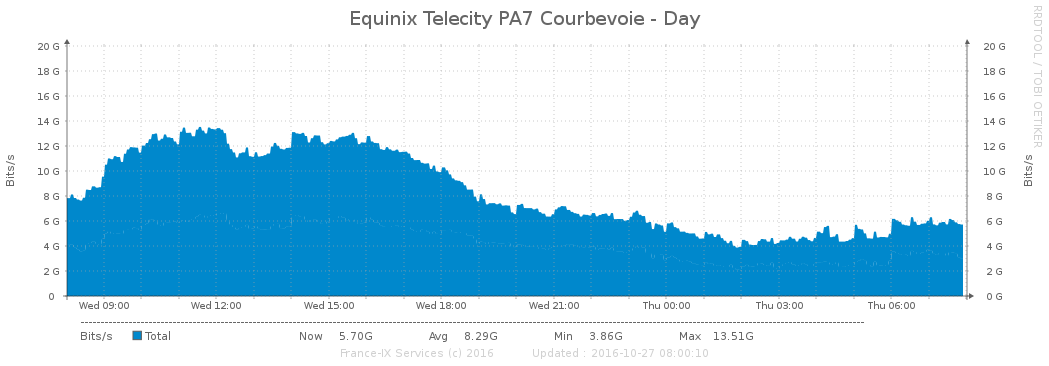 Equinix Telecity PA7 Courbevoie - Day
RRDTOOL / TOBI OETIKER
Bits/s
Bits/s
20 G 20 G
18 G 18 G
16 G 16 G
14 G 14 G
12 G 12 G
10 G 10 G
8 G 8 G
6 G 6 G
4 G 4 G
2 G 2 G
0 0 G
Wed 09:00 Wed 12:00 Wed 15:00 Wed 18:00 Wed 21:00 Thu 00:00 Thu 03:00 Thu 06:00
Bits/s Total Now 5.70G Avg 8.29G Min 3.86G Max 13.51G
France-IX Services (c) 2016 Updated : 2016-10-27 08:00:10